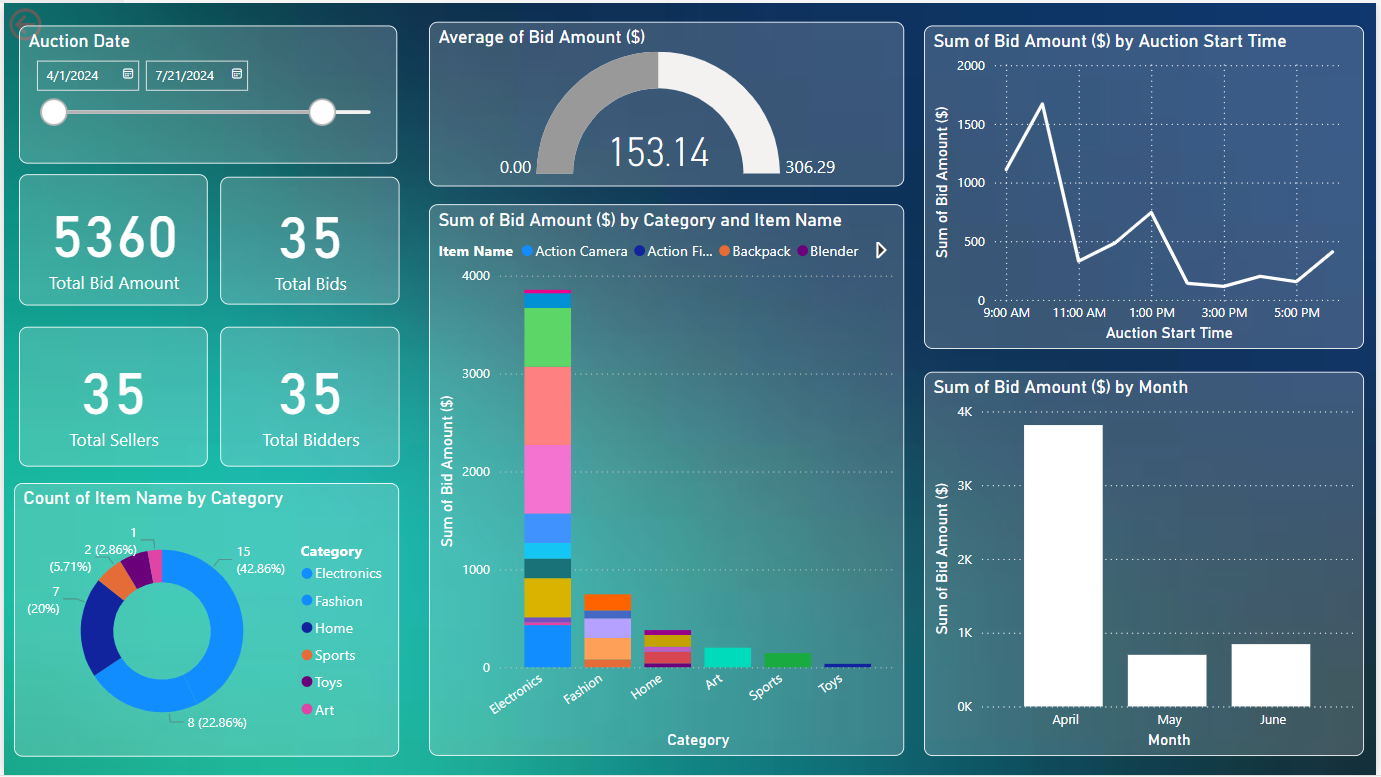 Auction Date
4/1/2024
7/21/2024
5360
Total Bid Amount
35
Total Bids
35
Total Sellers
35
Total Bidders
Count of Item Name by Category
1
2 (2.86%)
(5.71%)
7
(20%)
15
(42.86%)
8 (22.86%)
Category
Electronics
Fashion
Home
Sports
Toys
Art
Average of Bid Amount ($)
153.14
0.00
306.29
Sum of Bid Amount ($) by Category and Item Name
Item Name Action Camera Action Fi... Backpack Blender
Sum of Bid Amount ($)
4000
3000
2000
1000
0
Electronics
Fashion
Home
Art
Sports
Toys
Category
Sum of Bid Amount ($) by Auction Start Time
Sum of Bid Amount ($)
2000
1500
1000
500
0
9:00 AM 11:00 AM 1:00 PM 3:00 PM 5:00 PM
Auction Start Time
Sum of Bid Amount ($) by Month
Sum of Bid Amount ($)
4K
3K
2K
1K
0K
April May June
Month